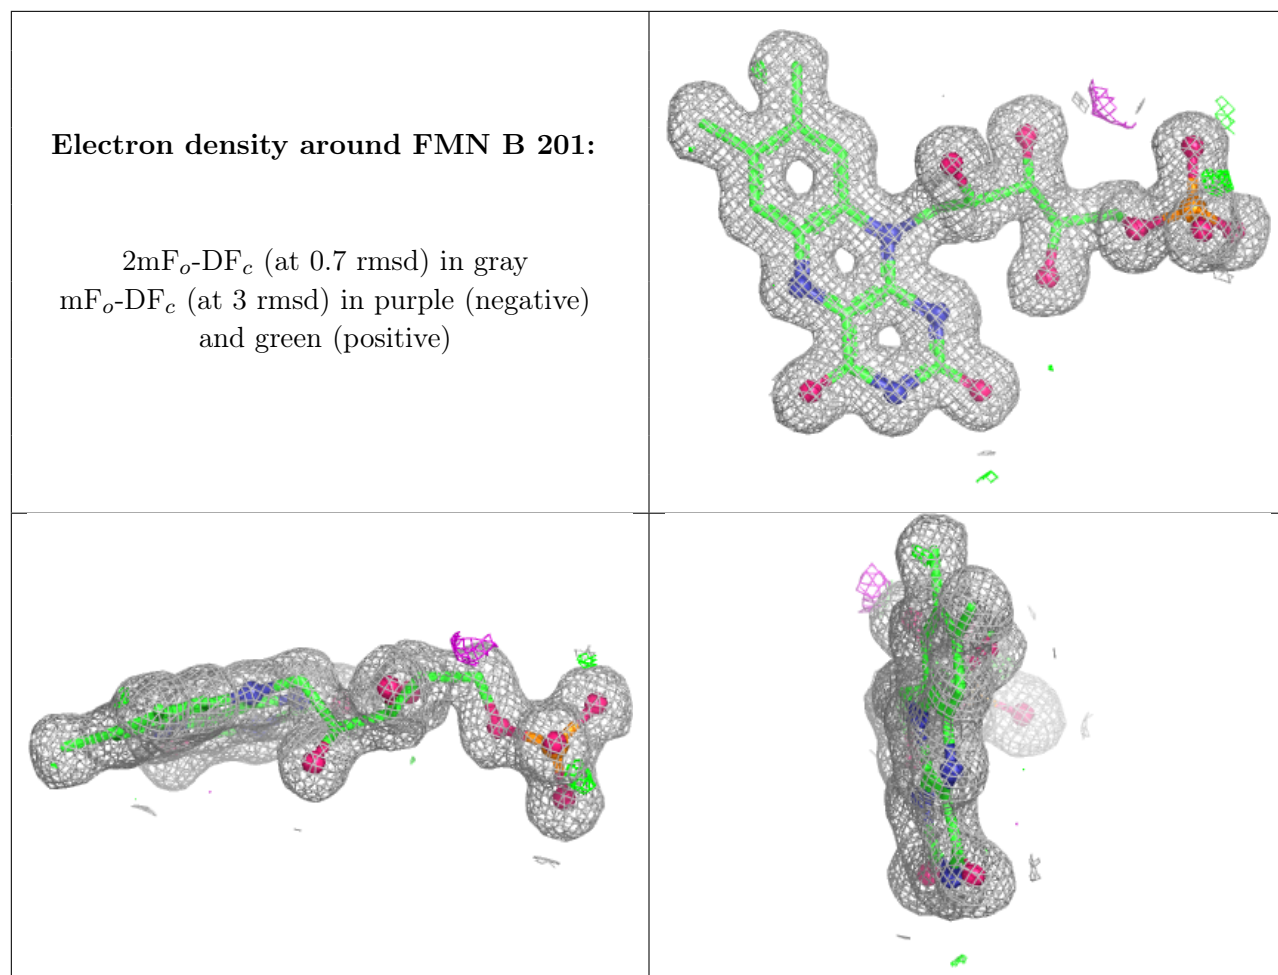 Electron density around FMN B 201:
2mFo-DFc (at 0.7 rmsd) in gray
mFo-DFc (at 3 rmsd) in purple (negative)
and green (positive)